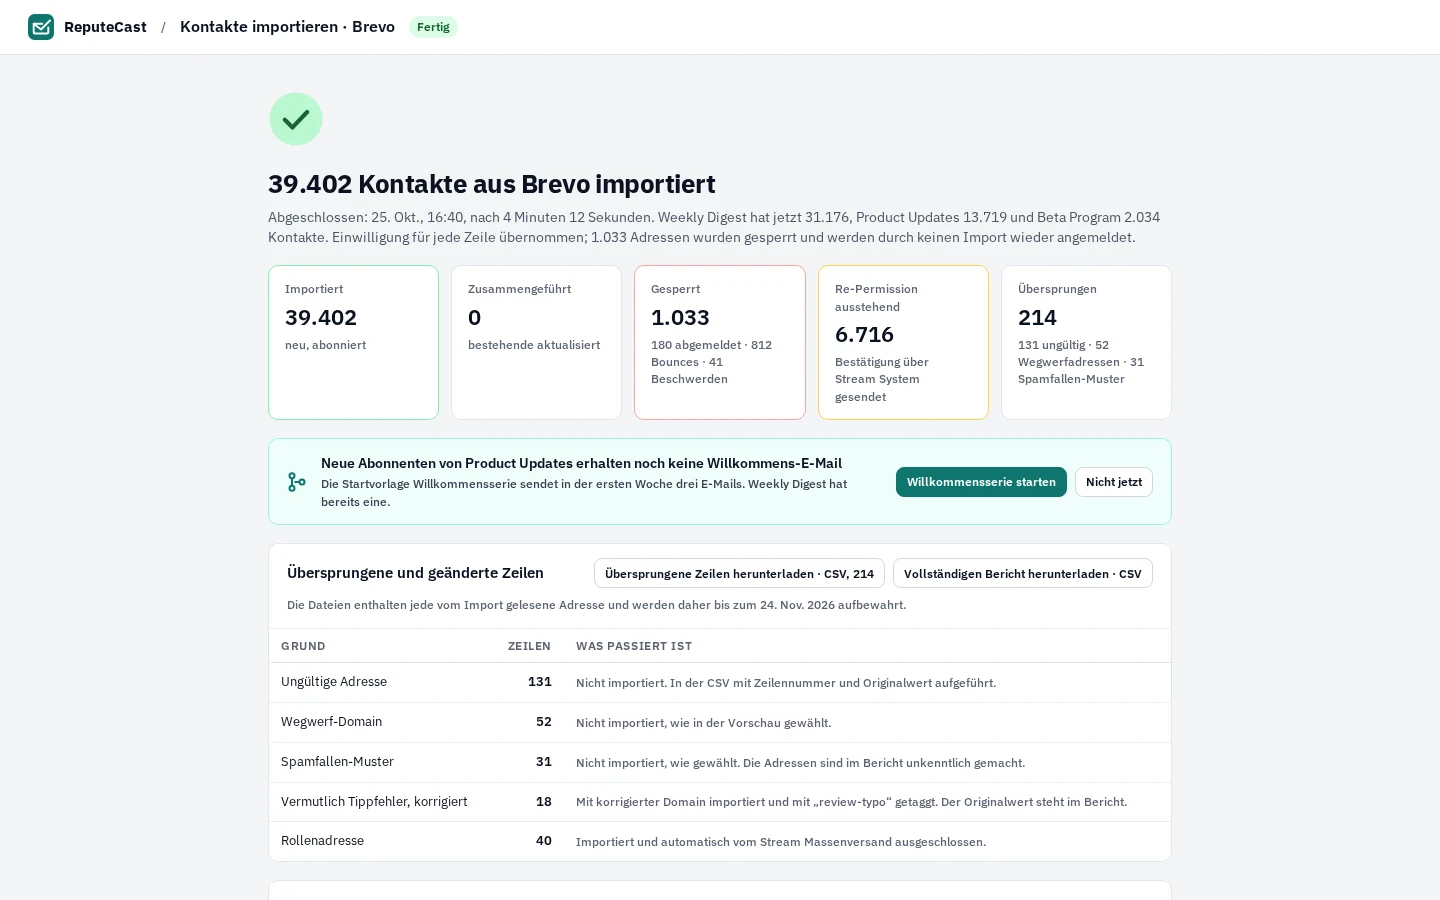 ReputeCast / Kontakte importieren · Brevo Fertig
39.402 Kontakte aus Brevo importiert
Abgeschlossen: 25. Okt., 16:40, nach 4 Minuten 12 Sekunden. Weekly Digest hat jetzt 31.176, Product Updates 13.719 und Beta Program 2.034
Kontakte. Einwilligung für jede Zeile übernommen; 1.033 Adressen wurden gesperrt und werden durch keinen Import wieder angemeldet.
Importiert
39.402
neu, abonniert
Zusammengeführt
0
bestehende aktualisiert
Gesperrt
1.033
180 abgemeldet · 812
Bounces · 41
Beschwerden
Re-Permission
ausstehend
6.716
Bestätigung über
Stream System
gesendet
Übersprungen
214
131 ungültig · 52
Wegwerfadressen · 31
Spamfallen-Muster
Neue Abonnenten von Product Updates erhalten noch keine Willkommens-E-Mail
Die Startvorlage Willkommensserie sendet in der ersten Woche drei E-Mails. Weekly Digest hat
bereits eine.
Willkommensserie starten
Nicht jetzt
Übersprungene und geänderte Zeilen
Übersprungene Zeilen herunterladen · CSV, 214
Vollständigen Bericht herunterladen · CSV
Die Dateien enthalten jede vom Import gelesene Adresse und werden daher bis zum 24. Nov. 2026 aufbewahrt.
GRUND ZEILEN WAS PASSIERT IST
Ungültige Adresse 131 Nicht importiert. In der CSV mit Zeilennummer und Originalwert aufgeführt.
Wegwerf-Domain 52 Nicht importiert, wie in der Vorschau gewählt.
Spamfallen-Muster 31 Nicht importiert, wie gewählt. Die Adressen sind im Bericht unkenntlich gemacht.
Vermutlich Tippfehler, korrigiert 18 Mit korrigierter Domain importiert und mit „review-typo“ getaggt. Der Originalwert steht im Bericht.
Rollenadresse 40 Importiert und automatisch vom Stream Massenversand ausgeschlossen.